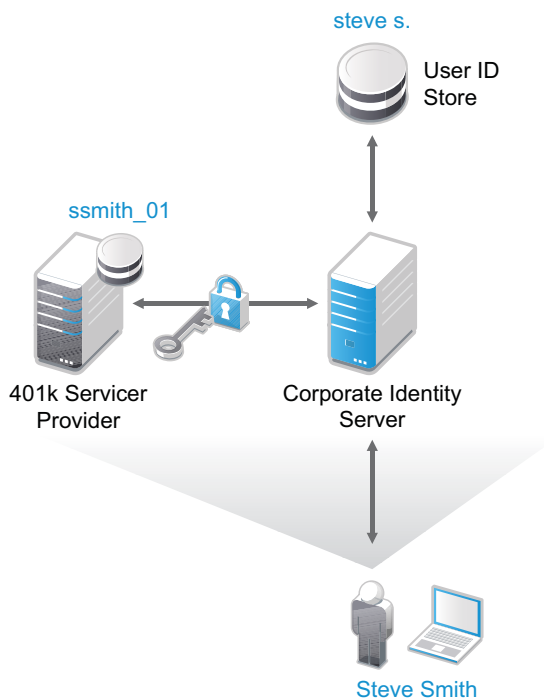 steve s.
User ID
Store
ssmith_01
401k Servicer
Provider
Corporate Identity
Server
Steve Smith